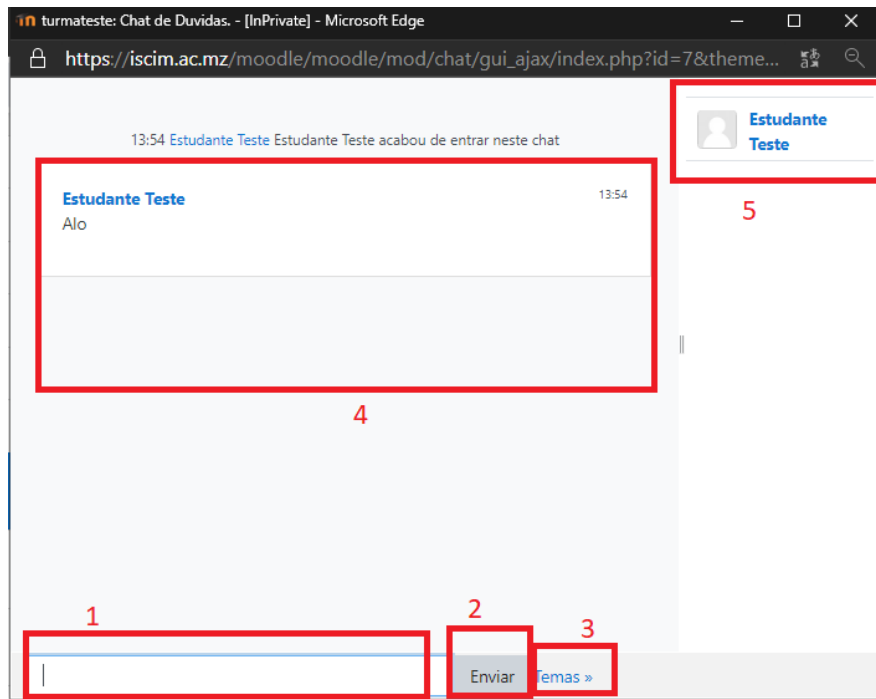 turmateste: Chat de Duvidas. - [InPrivate] - Microsoft Edge
https://iscim.ac.mz/moodle/moodle/mod/chat/gui_ajax/index.php?id=7&theme...
13:54 Estudante Teste Estudante Teste acabou de entrar neste chat
Estudante Teste 13:54
Alo
4
Estudante
Teste
5
1
2
3
Enviar
Temas »